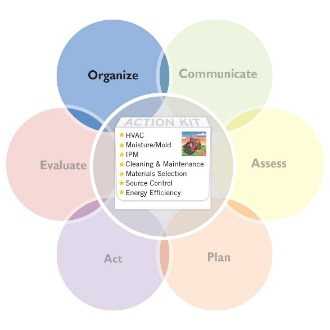 Organize
Communicate
ACTION KIT
HVAC
Moisture/Mold
IPM
Cleaning & Maintenance
Materials Selection
Source Control
Energy Efficiency
Evaluate
Assess
Act
Plan